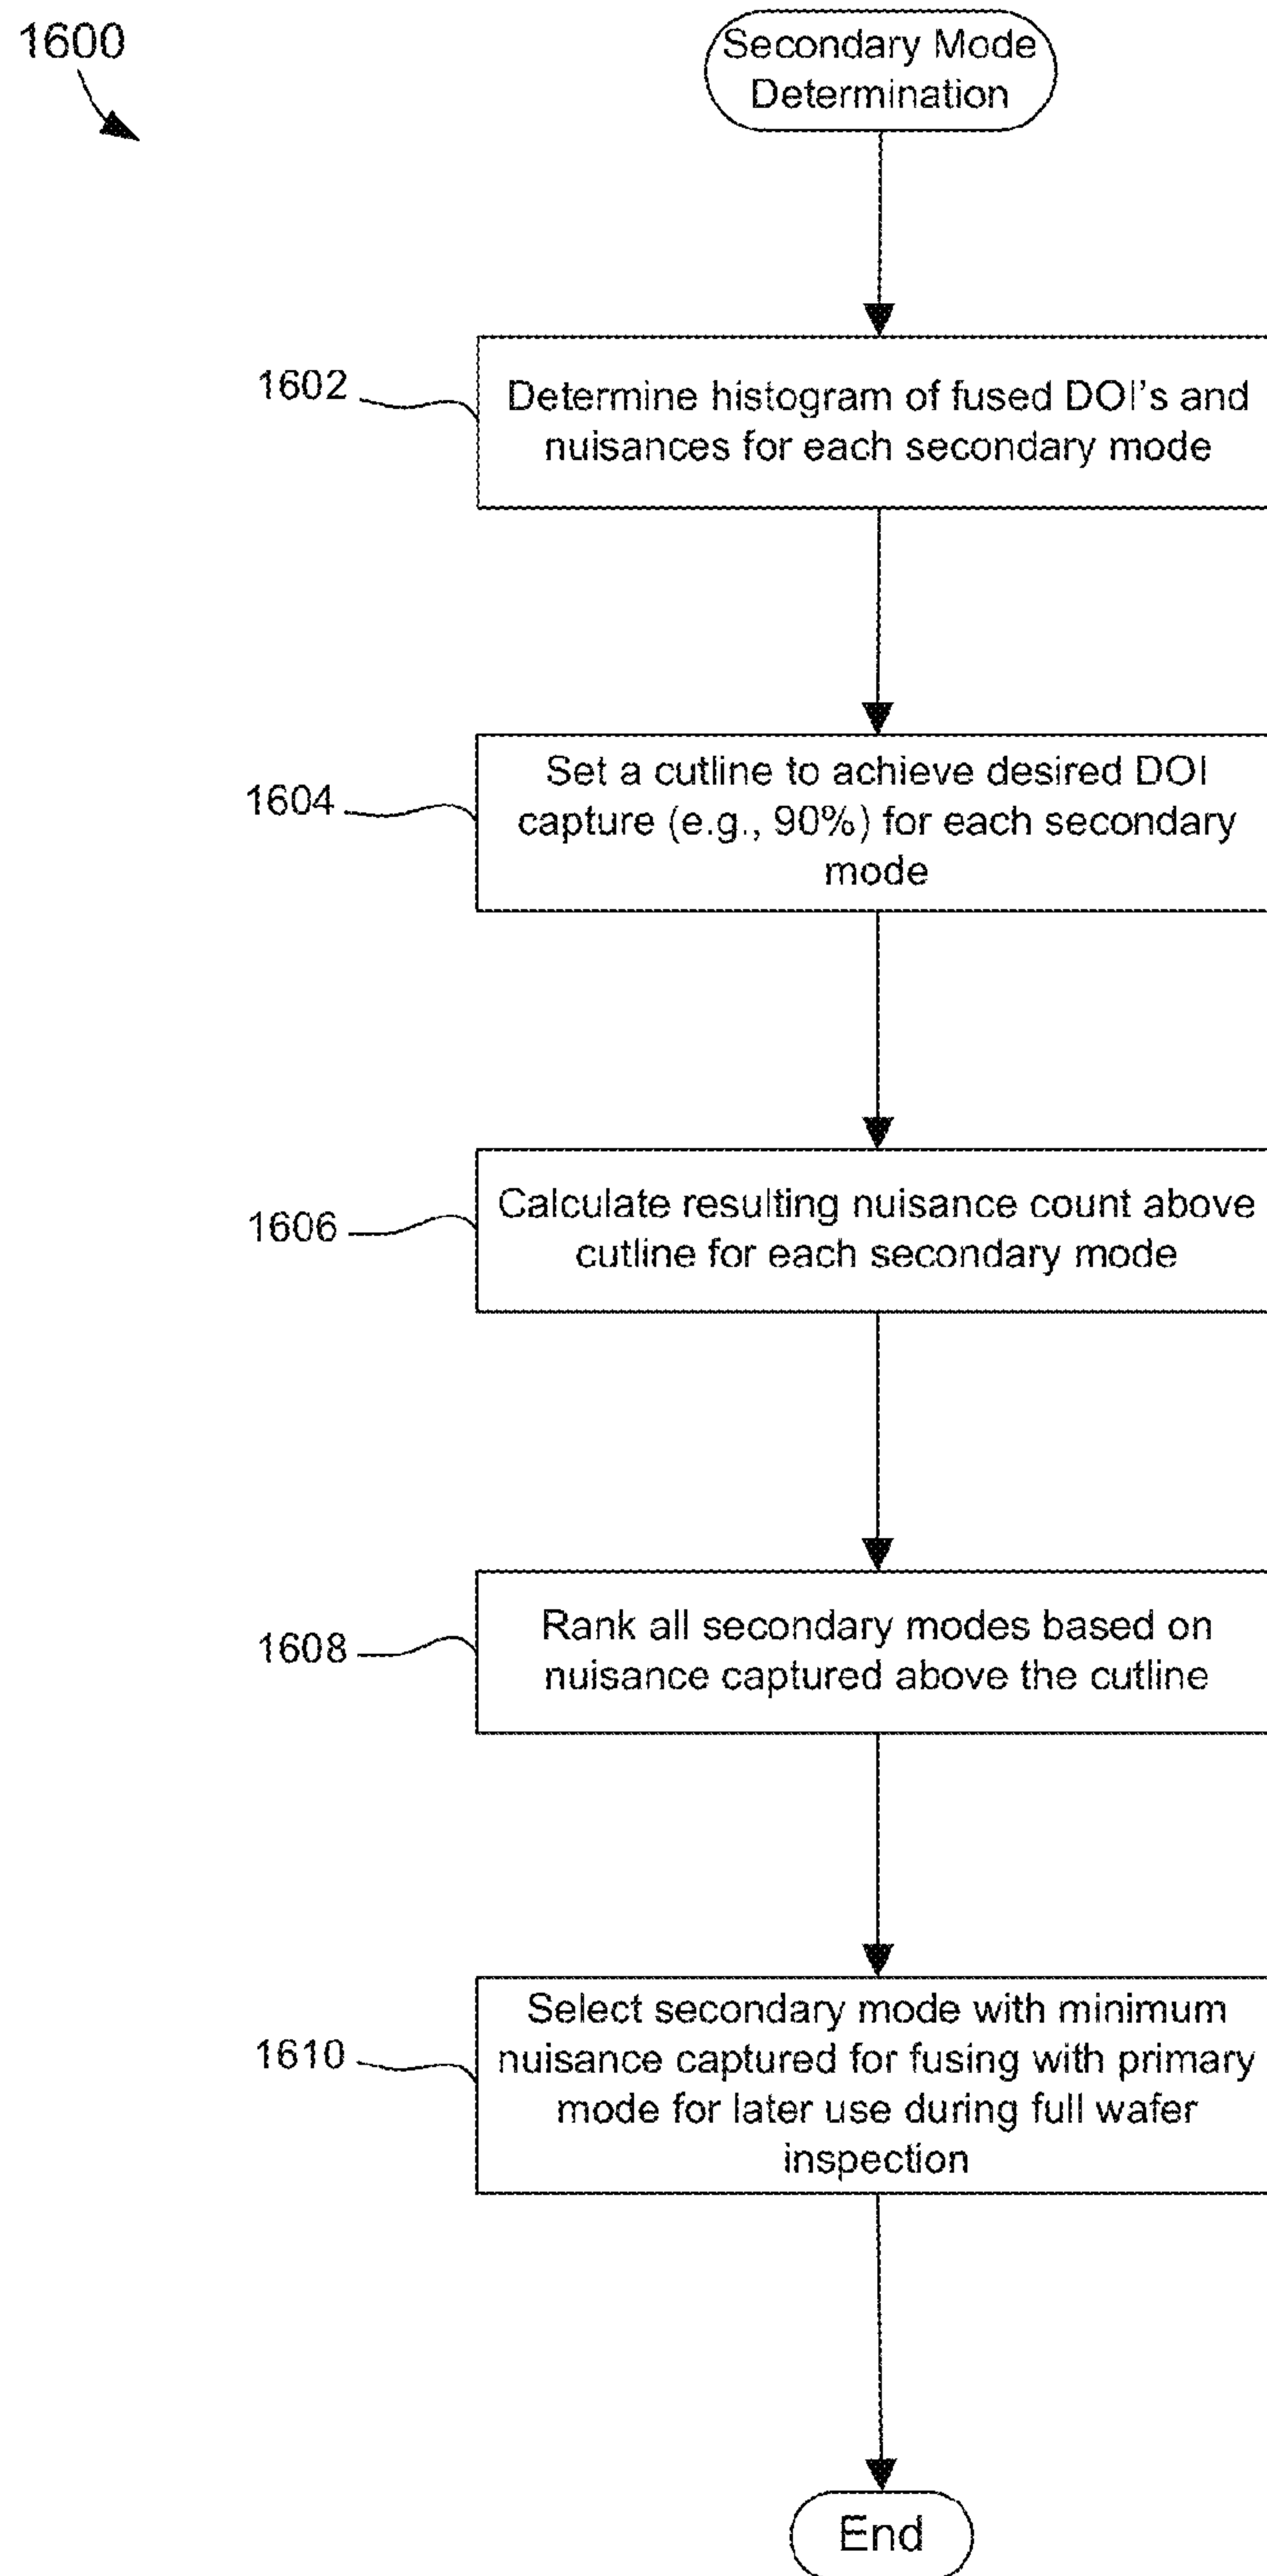 1600
Secondary Mode
Determination
1602
Determine histogram of fused DOI's and
nuisances for each secondary mode
1604
Set a cutline to achieve desired DOI
capture (e.g., 90%) for each secondary
mode
1606
Calculate resulting nuisance count above
cutline for each secondary mode
1608
Rank all secondary modes based on
nuisance captured above the cutline
1610
Select secondary mode with minimum
nuisance captured for fusing with primary
mode for later use during full wafer
inspection
End